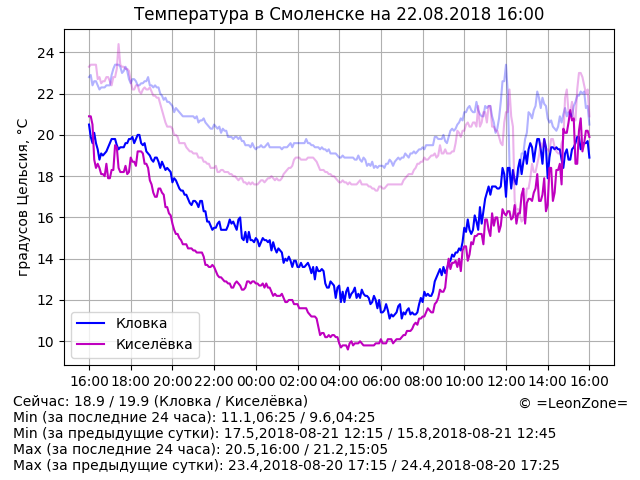 Температура в Смоленске на 22.08.2018 16:00
градусов Цельсия, °C
24
22
20
18
16
14
12
10
Кловка
Киселёвка
16:00 18:00 20:00 22:00 00:00 02:00 04:00 06:00 08:00 10:00 12:00 14:00 16:00
Сейчас: 18.9 / 19.9 (Кловка / Киселёвка)
© =LeonZone=
Min (за последние 24 часа): 11.1,06:25 / 9.6,04:25
Min (за предыдущие сутки): 17.5,2018-08-21 12:15 / 15.8,2018-08-21 12:45
Max (за последние 24 часа): 20.5,16:00 / 21.2,15:05
Max (за предыдущие сутки): 23.4,2018-08-20 17:15 / 24.4,2018-08-20 17:25